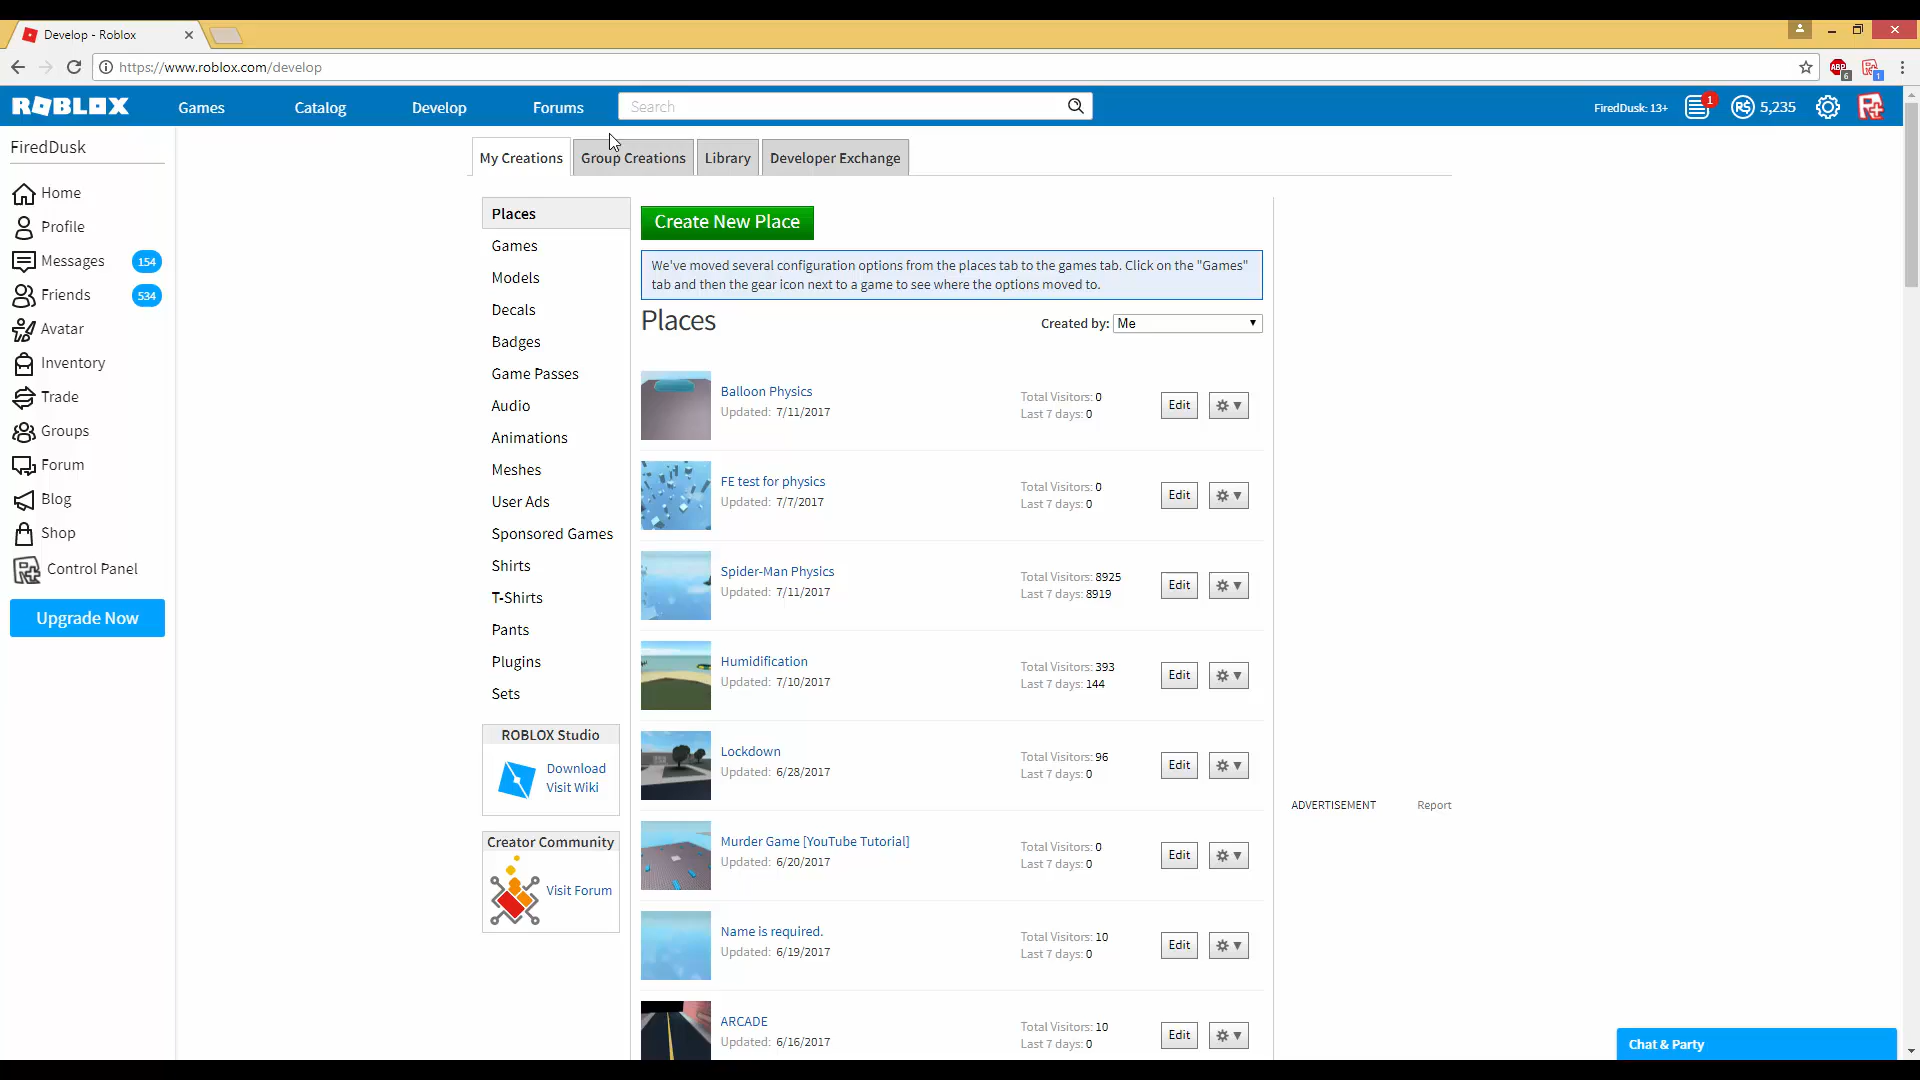 Develop - Roblox
https://www.roblox.com/develop
ABP 6
1
ROBLOX Games Catalog Develop Forums Search FiredDusk: 13+ 1 R$ 5,235
FiredDusk
Home
Profile
Messages 154
Friends 534
Avatar
Inventory
Trade
Groups
Forum
Blog
Shop
Control Panel
Upgrade Now
My Creations Group Creations Library Developer Exchange
Places
Games
Models
Decals
Badges
Game Passes
Audio
Animations
Meshes
User Ads
Sponsored Games
Shirts
T-Shirts
Pants
Plugins
Sets
ROBLOX Studio
Download
Visit Wiki
Creator Community
Visit Forum
Create New Place
We've moved several configuration options from the places tab to the games tab. Click on the "Games"
tab and then the gear icon next to a game to see where the options moved to.
Places Created by: Me
Balloon Physics
Updated: 7/11/2017
Total Visitors: 0
Last 7 days: 0
Edit
FE test for physics
Updated: 7/7/2017
Total Visitors: 0
Last 7 days: 0
Edit
Spider-Man Physics
Updated: 7/11/2017
Total Visitors: 8925
Last 7 days: 8919
Edit
Humidification
Updated: 7/10/2017
Total Visitors: 393
Last 7 days: 144
Edit
Lockdown
Updated: 6/28/2017
Total Visitors: 96
Last 7 days: 0
Edit
Murder Game [YouTube Tutorial]
Updated: 6/20/2017
Total Visitors: 0
Last 7 days: 0
Edit
Name is required.
Updated: 6/19/2017
Total Visitors: 10
Last 7 days: 0
Edit
ARCADE
Updated: 6/16/2017
Total Visitors: 10
Last 7 days: 0
Edit
ADVERTISEMENT Report
Chat & Party